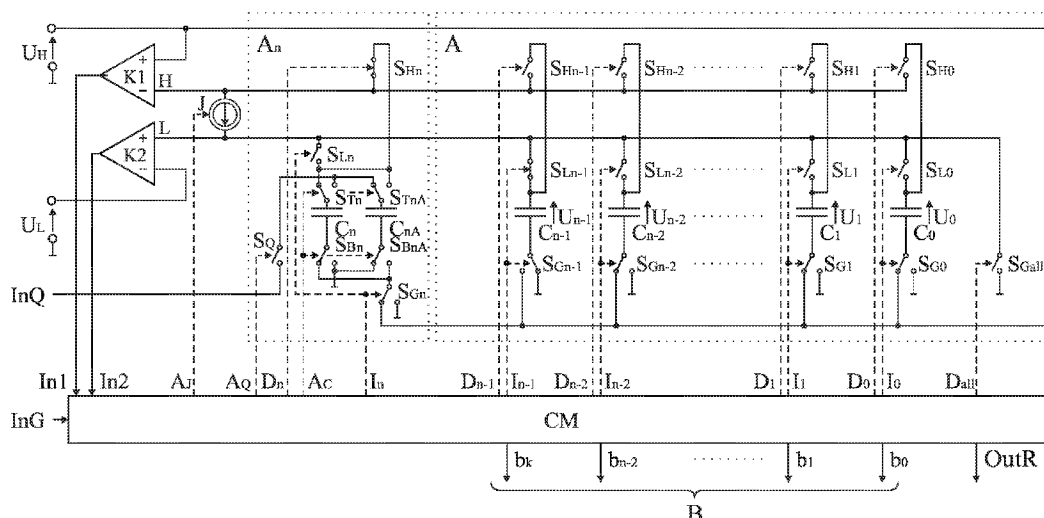 An A
UH
K1 H SHn SHn-1 SHn-2 SH1 SH0
J
L
K2 SLn SLn-1 SLn-2 SL1 SL0
UL STn STnA Un-1 Un-2 U1 U0
Cn CnA Cn-1 Cn-2 C1 C0
SQ SBn SBnA SGn-1 SGn-2 SG1 SG0 SGall
InQ SGn
In1 In2 AJ AQ Dn AC In Dn-1 In-1 Dn-2 In-2 D1 I1 D0 I0 Dall
InG CM
bk bn-2 b1 b0 OutR
B